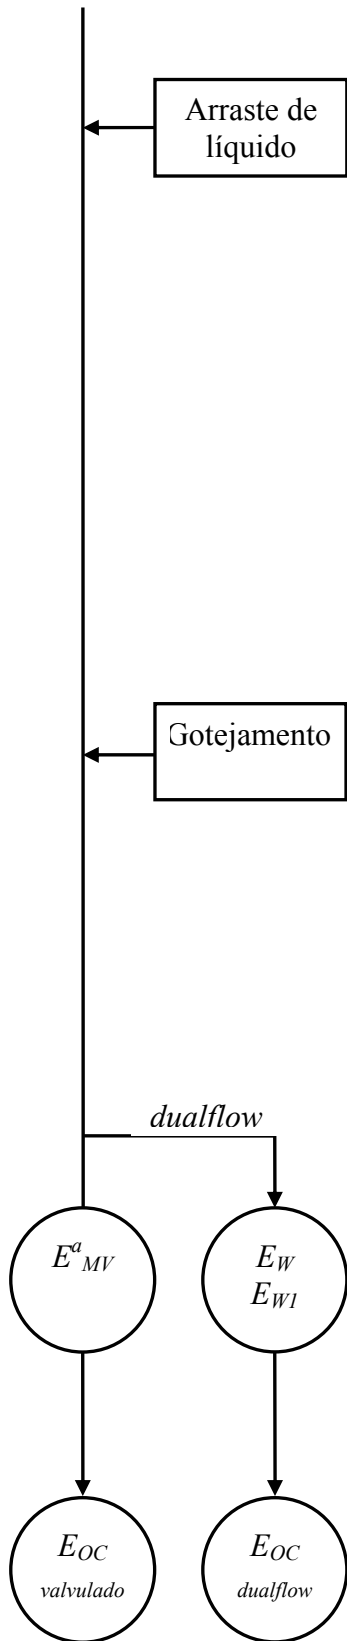 Arraste de
líquido
Gotejamento
dualflow
E^a_MV
E_W
E_W1
E_OC
valvulado
E_OC
dualflow